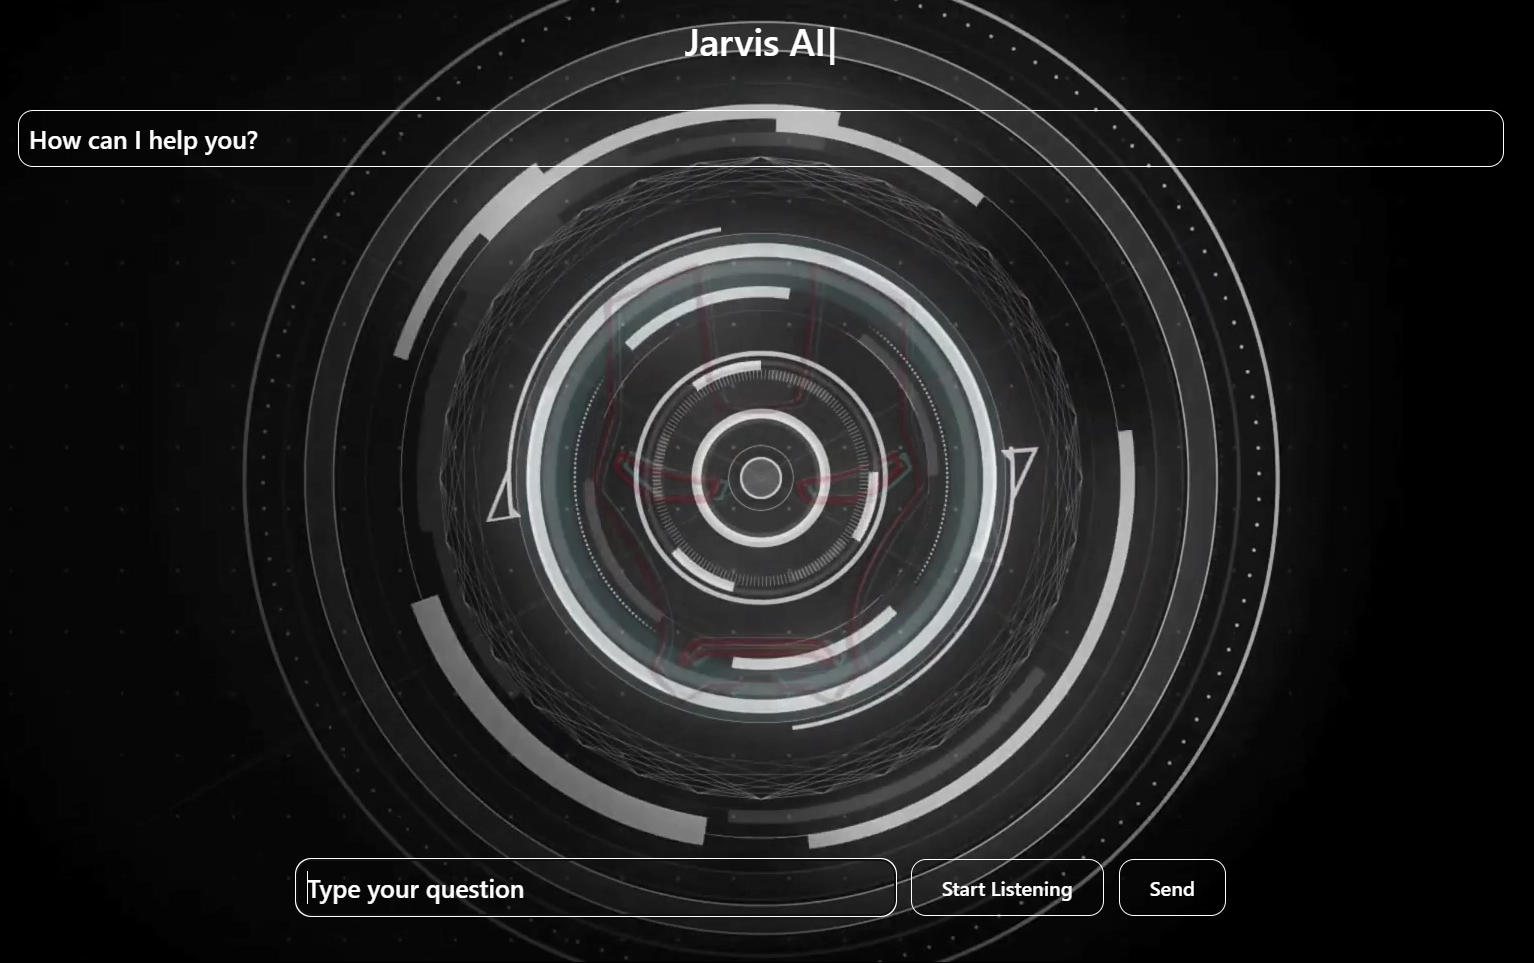 Jarvis AI|
How can I help you?
Type your question
Start Listening
Send